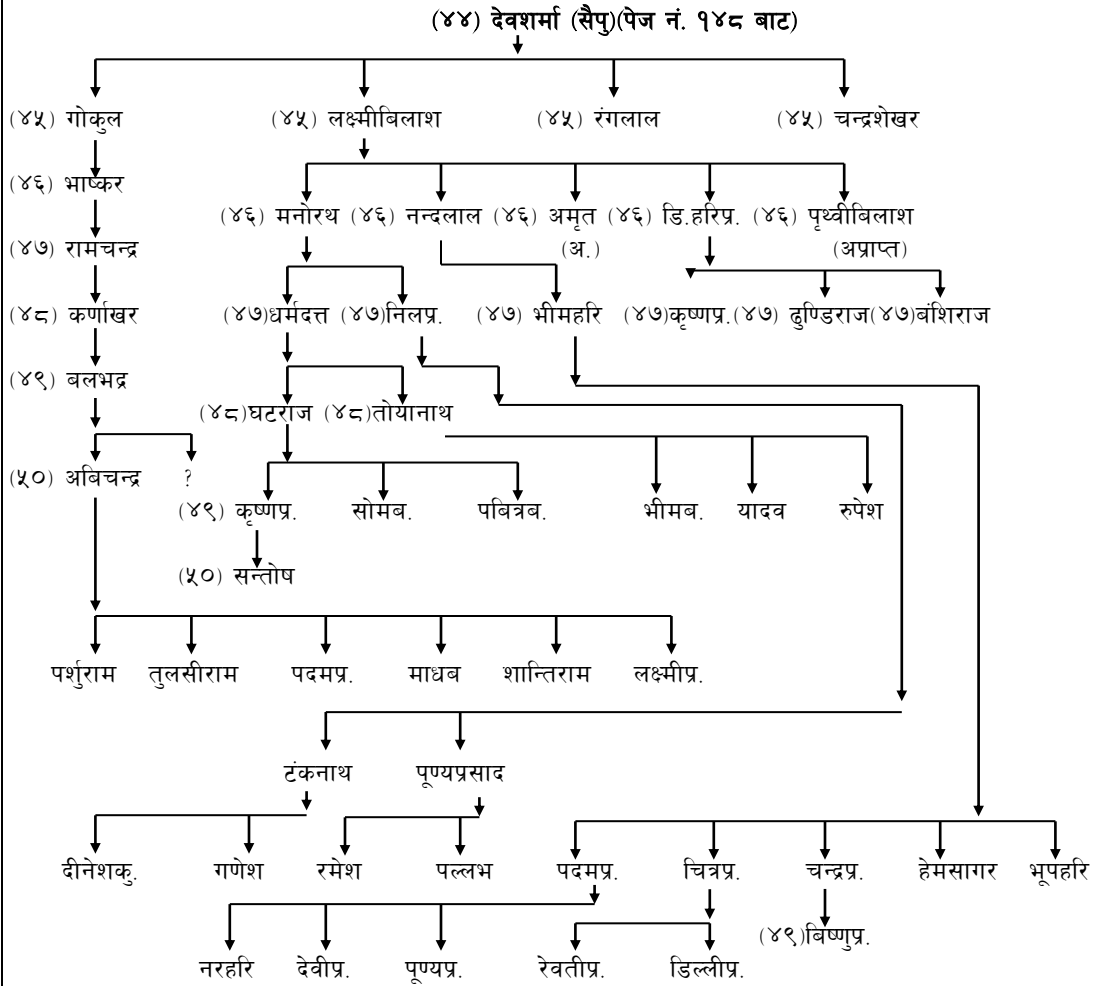 (४४) देवशर्मा (सैपु)(पेज नं. १४८ बाट)
(४५) गोकुल (४५) लक्ष्मीबिलाश (४५) रंगलाल (४५) चन्द्रशेखर
(४६) भाष्कर
(४६) मनोरथ (४६) नन्दलाल (४६) अमृत (४६) डि.हरिप्र. (४६) पृथ्वीबिलाश
(४७) रामचन्द्र (अ.) (अप्राप्त)
(४८) कर्णाखर (४७)धर्मदत्त (४७)निलप्र. (४७) भीमहरि (४७)कृष्णप्र.(४७) ढुण्डिराज(४७)बंशिराज
(४९) बलभद्र
(४८)घटराज (४८)तोयानाथ
(५०) अबिचन्द्र ?
(४९) कृष्णप्र. सोमब. पबित्रब. भीमब. यादव रुपेश
(५०) सन्तोष
पर्शुराम तुलसीराम पदमप्र. माधब शान्तिराम लक्ष्मीप्र.
टंकनाथ पूण्यप्रसाद
दीनेशकु. गणेश रमेश पल्लभ पदमप्र. चित्रप्र. चन्द्रप्र. हेमसागर भूपहरि
(४९)बिष्णुप्र.
नरहरि देवीप्र. पूण्यप्र. रेवतीप्र. डिल्लीप्र.